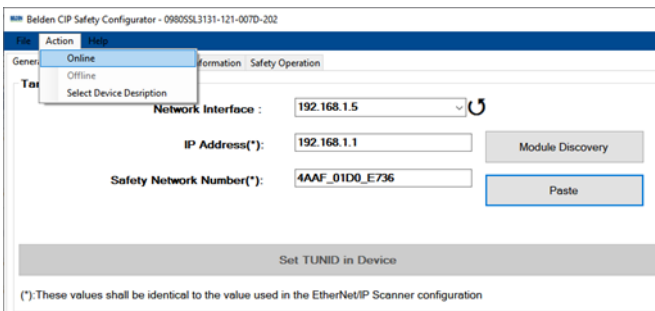 Belden CIP Safety Configurator - 0980SSL3131-121-007D-202
File Action Help
Online
Offline
Select Device Desription
Gener formation Safety Operation
Tar
Network Interface : 192.168.1.5
IP Address(*): 192.168.1.1 Module Discovery
Safety Network Number(*): 4AAF_01D0_E736 Paste
Set TUNID in Device
(*):These values shall be identical to the value used in the EtherNet/IP Scanner configuration